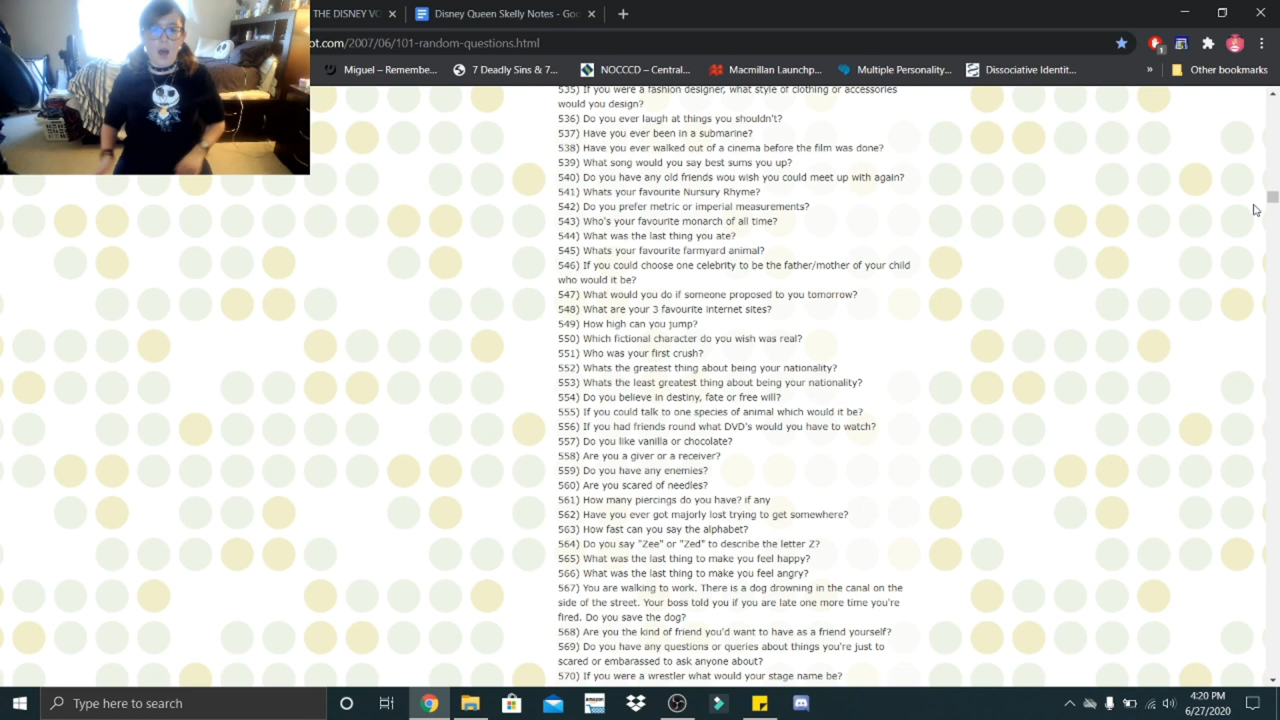 THE DISNEY VO
Disney Queen Skelly Notes - Goo
ot.com/2007/06/101-random-questions.html
Miguel – Remembe...
7 Deadly Sins & 7...
NOCCCD – Central...
Macmillan Launchp...
Multiple Personality...
Dissociative Identit...
»
Other bookmarks
535) If you were a fashion designer, what style of clothing or accessories
would you design?
536) Do you ever laugh at things you shouldn't?
537) Have you ever been in a submarine?
538) Have you ever walked out of a cinema before the film was done?
539) What song would you say best sums you up?
540) Do you have any old friends wou wish you could meet up with again?
541) Whats your favourite Nursury Rhyme?
542) Do you prefer metric or imperial measurements?
543) Who's your favourite monarch of all time?
544) What was the last thing you ate?
545) Whats your favourite farmyard animal?
546) If you could choose one celebrity to be the father/mother of your child
who would it be?
547) What would you do if someone proposed to you tomorrow?
548) What are your 3 favourite internet sites?
549) How high can you jump?
550) Which fictional character do you wish was real?
551) Who was your first crush?
552) Whats the greatest thing about being your nationality?
553) Whats the least greatest thing about being your nationality?
554) Do you believe in destiny, fate or free will?
555) If you could talk to one species of animal which would it be?
556) If you had friends round what DVD's would you have to watch?
557) Do you like vanilla or chocolate?
558) Are you a giver or a receiver?
559) Do you have any enemies?
560) Are you scared of needles?
561) How many piercings do you have? if any
562) Have you ever got majorly lost trying to get somewhere?
563) How fast can you say the alphabet?
564) Do you say "Zee" or "Zed" to describe the letter Z?
565) What was the last thing to make you feel happy?
566) What was the last thing to make you feel angry?
567) You are walking to work. There is a dog drowning in the canal on the
side of the street. Your boss told you if you are late one more time you're
fired. Do you save the dog?
568) Are you the kind of friend you'd want to have as a friend yourself?
569) Do you have any questions or queries about things you're just to
scared or embarassed to ask anyone about?
570) If you were a wrestler what would your stage name be?
Type here to search
4:20 PM
6/27/2020